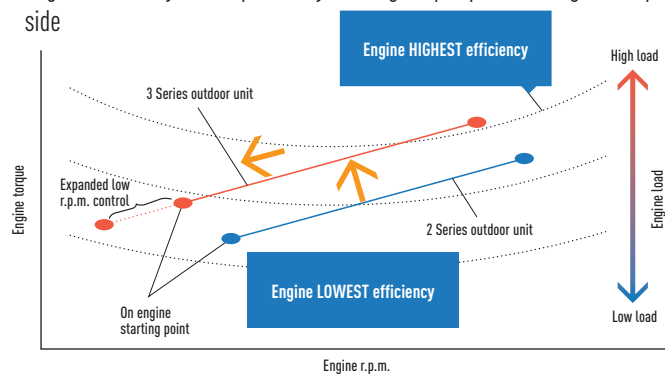 side
Engine HIGHEST efficiency
High load
3 Series outdoor unit
Expanded low
r.p.m. control
Engine torque
Engine load
2 Series outdoor unit
Engine LOWEST efficiency
On engine
starting point
Low load
Engine r.p.m.